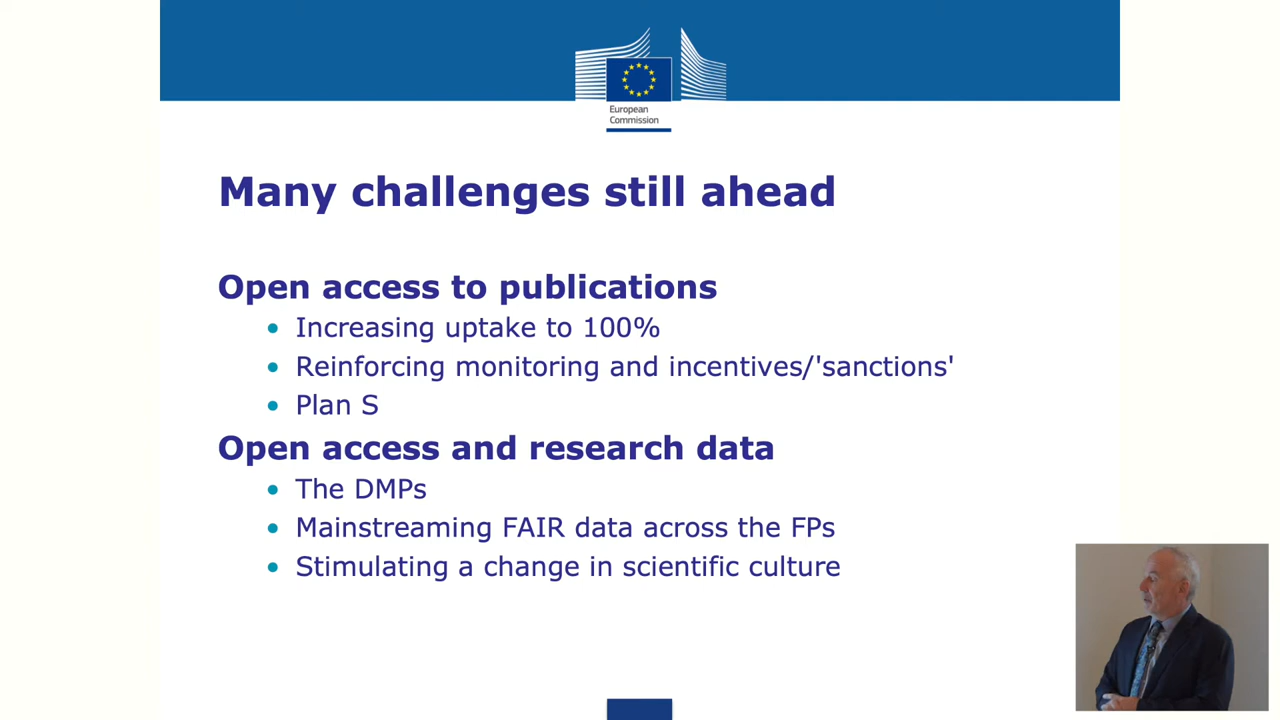 European
Commission
Many challenges still ahead
Open access to publications
• Increasing uptake to 100%
• Reinforcing monitoring and incentives/'sanctions'
• Plan S
Open access and research data
• The DMPs
• Mainstreaming FAIR data across the FPs
• Stimulating a change in scientific culture